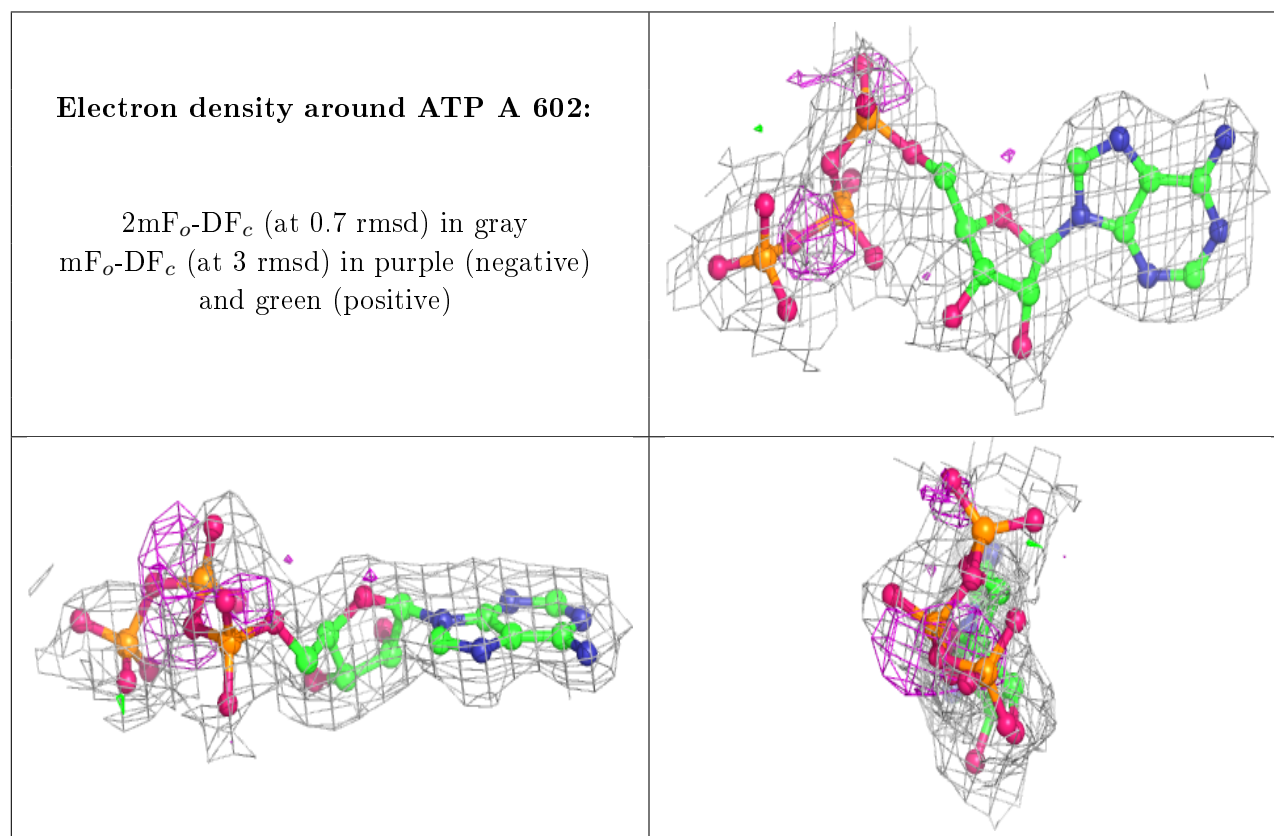 Electron density around ATP A 602:
2mFo-DFc (at 0.7 rmsd) in gray
mFo-DFc (at 3 rmsd) in purple (negative)
and green (positive)